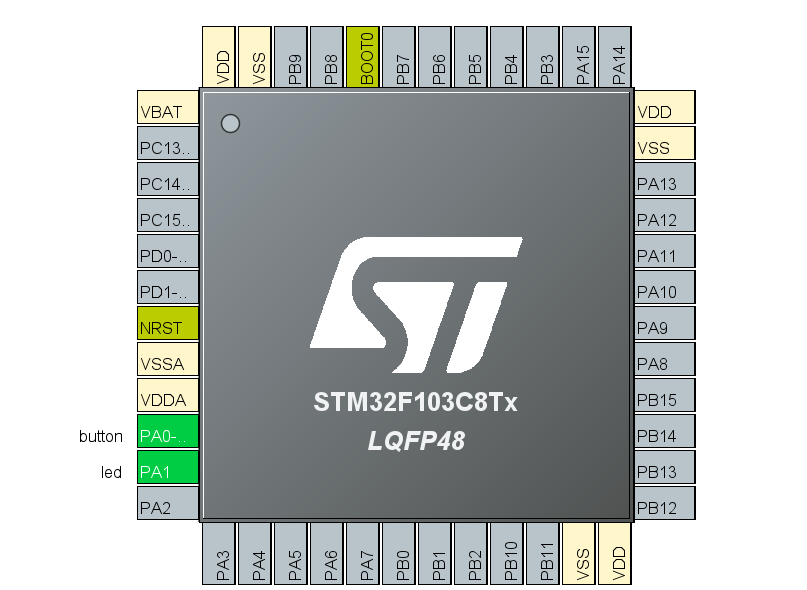 VDD
VSS
PB9
PB8
BOOT0
PB7
PB6
PB5
PB4
PB3
PA15
PA14
VBAT
PC13..
PC14..
PC15..
PD0-..
PD1-..
NRST
VSSA
VDDA
button PA0-..
led PA1
PA2
VDD
VSS
PA13
PA12
PA11
PA10
PA9
PA8
PB15
PB14
PB13
PB12
ST
STM32F103C8Tx
LQFP48
PA3
PA4
PA5
PA6
PA7
PB0
PB1
PB2
PB10
PB11
VSS
VDD